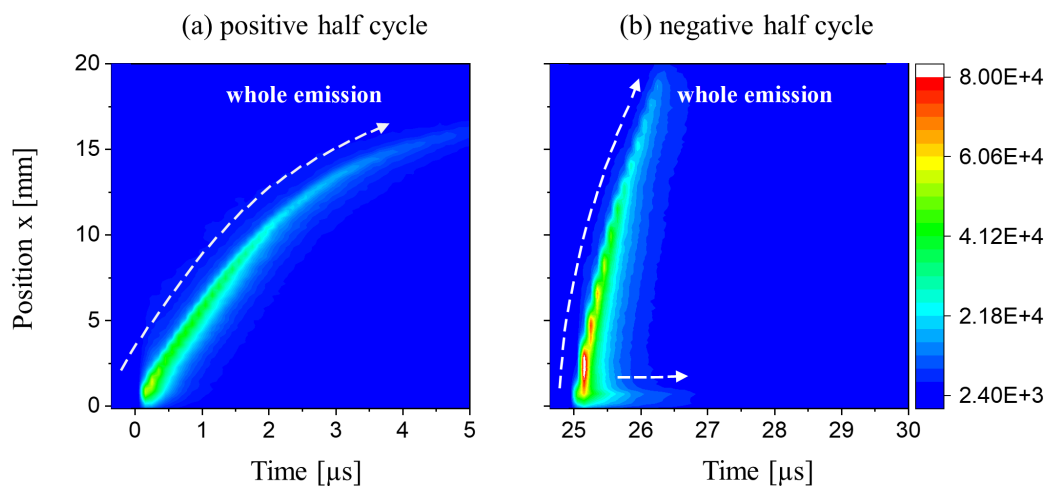 (a) positive half cycle
(b) negative half cycle
Position x [mm]
20
15
10
5
0
whole emission
0 1 2 3 4 5
Time [μs]
whole emission
25 26 27 28 29 30
Time [μs]
8.00E+4
6.06E+4
4.12E+4
2.18E+4
2.40E+3